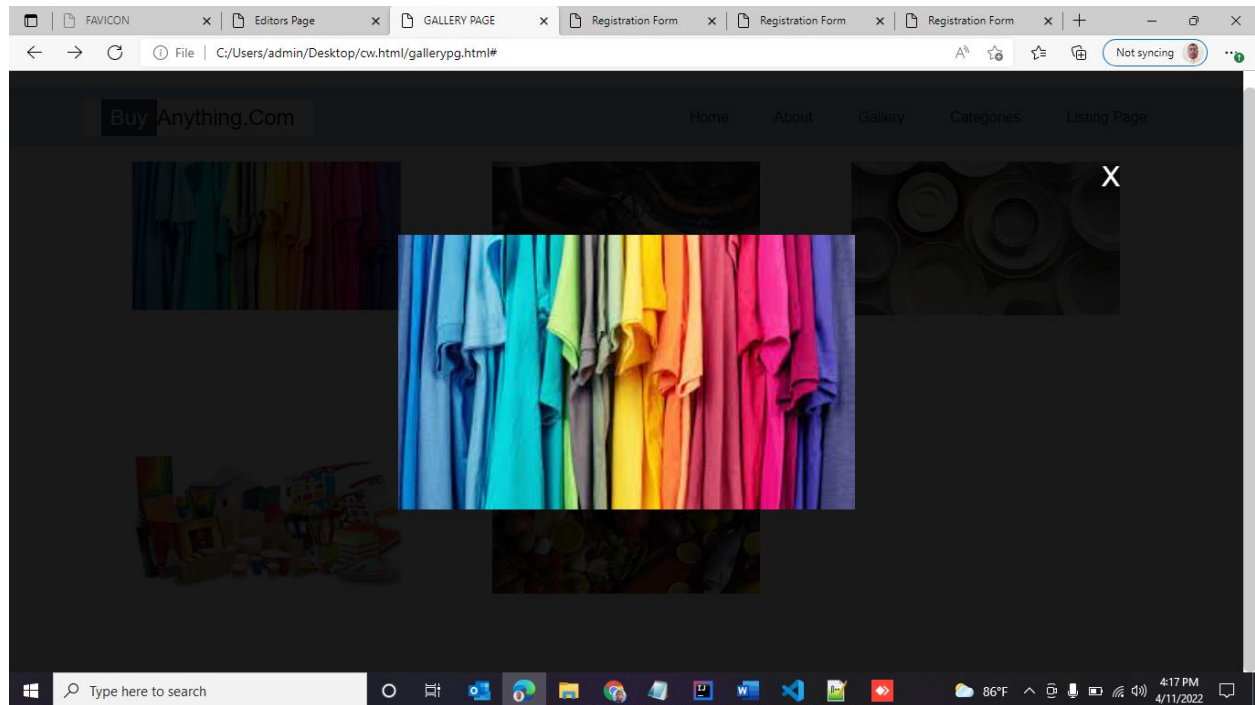 FAVICON Editors Page GALLERY PAGE Registration Form Registration Form Registration Form
File C:/Users/admin/Desktop/cw.html/gallerypg.html# Not syncing
Buy Anything.Com Home About Gallery Categories Listing Page
X
Type here to search 86°F 4:17 PM
4/11/2022